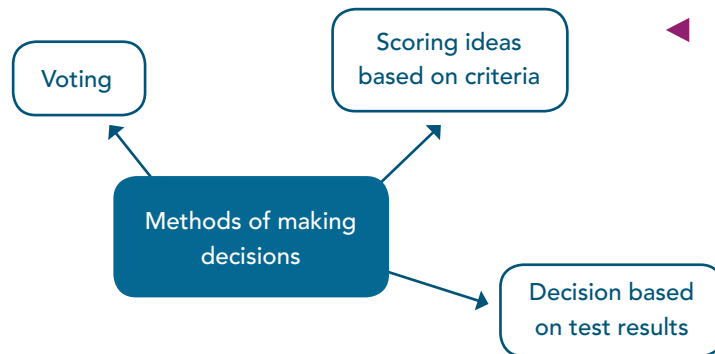 Voting
Scoring ideas
based on criteria
Methods of making
decisions
Decision based
on test results